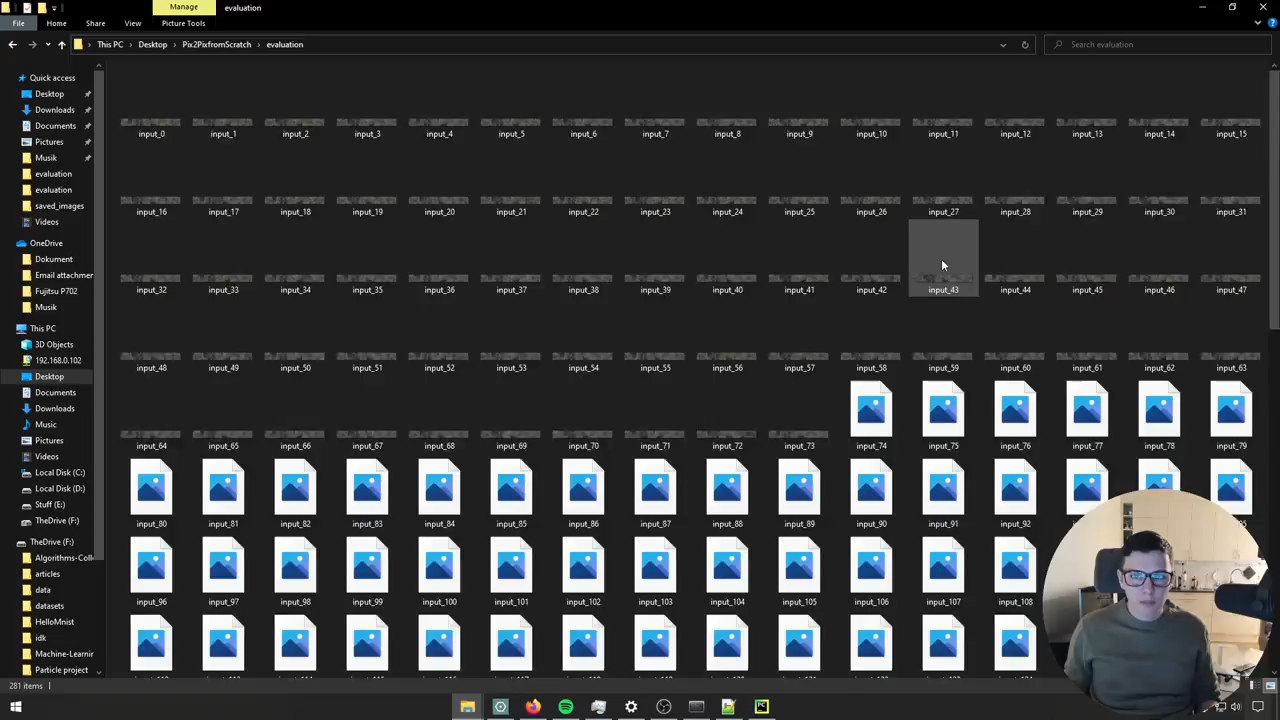 Manage
evaluation
File
Home
Share
View
Picture Tools
This PC
Desktop
Pix2PixfromScratch
evaluation
Search evaluation
Quick access
Desktop
Downloads
Documents
Pictures
Musik
evaluation
evaluation
saved_images
Videos
OneDrive
Dokument
Email attachmer
Fujitsu P702
Musik
This PC
3D Objects
192.168.0.102
Desktop
Documents
Downloads
Music
Pictures
Videos
Local Disk (C:)
Local Disk (D:)
Stuff (E:)
TheDrive (F:)
TheDrive (F:)
Algorithms-Coll
articles
data
datasets
HelloMnist
idk
Machine-Learnir
Particle project
input_0 input_1 input_2 input_3 input_4 input_5 input_6 input_7 input_8 input_9 input_10 input_11 input_12 input_13 input_14 input_15
input_16 input_17 input_18 input_19 input_20 input_21 input_22 input_23 input_24 input_25 input_26 input_27 input_28 input_29 input_30 input_31
input_32 input_33 input_34 input_35 input_36 input_37 input_38 input_39 input_40 input_41 input_42 input_43 input_44 input_45 input_46 input_47
input_48 input_49 input_50 input_51 input_52 input_53 input_54 input_55 input_56 input_57 input_58 input_59 input_60 input_61 input_62 input_63
input_64 input_65 input_66 input_67 input_68 input_69 input_70 input_71 input_72 input_73 input_74 input_75 input_76 input_77 input_78 input_79
input_80 input_81 input_82 input_83 input_84 input_85 input_86 input_87 input_88 input_89 input_90 input_91 input_92
input_96 input_97 input_98 input_99 input_100 input_101 input_102 input_103 input_104 input_105 input_106 input_107 input_108
281 items